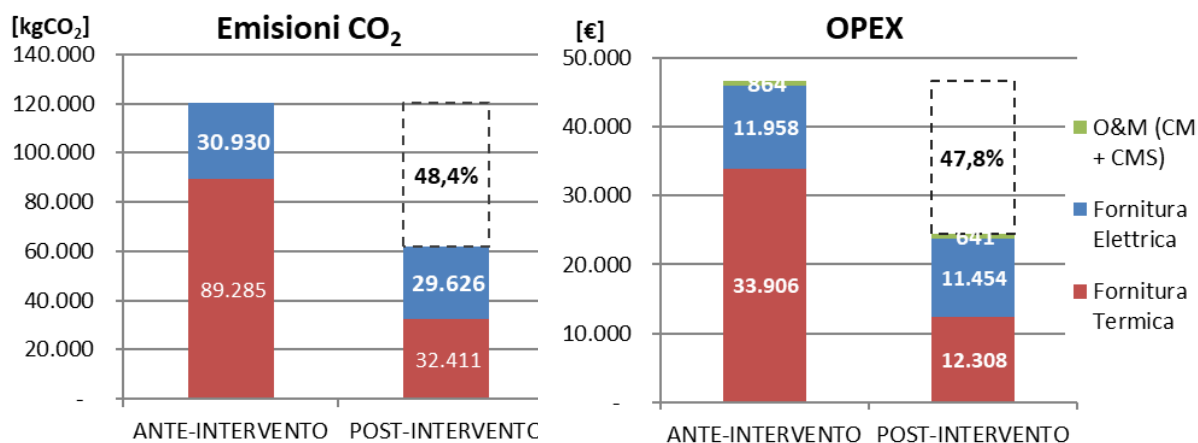 [kgCO₂]
Emisioni CO₂
140.000
120.000
100.000
80.000
60.000
40.000
20.000
-
30.930
89.285
48,4%
29.626
32.411
ANTE-INTERVENTO
POST-INTERVENTO
[€]
OPEX
50.000
40.000
30.000
20.000
10.000
-
864
11.958
33.906
47,8%
641
11.454
12.308
ANTE-INTERVENTO
POST-INTERVENTO
O&M (CM
+ CMS)
Fornitura
Elettrica
Fornitura
Termica